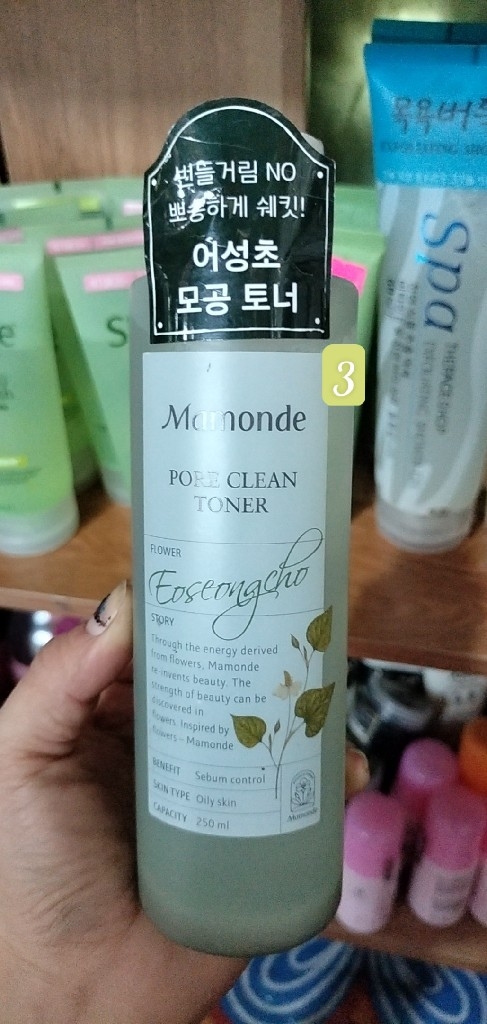 번들거림 NO
뽀송하게 쉐킷!
어성초
모공 토너
3
Mamonde
PORE CLEAN
TONER
FLOWER
Eoseongcho
STORY
Through the energy derived
from flowers, Mamonde
re-invents beauty. The
strength of beauty can be
discovered in
flowers. Inspired by
flowers – Mamonde
BENEFIT Sebum control
SKIN TYPE Oily skin
CAPACITY 250 ml
Mamonde
Spa
THEFACESHOP